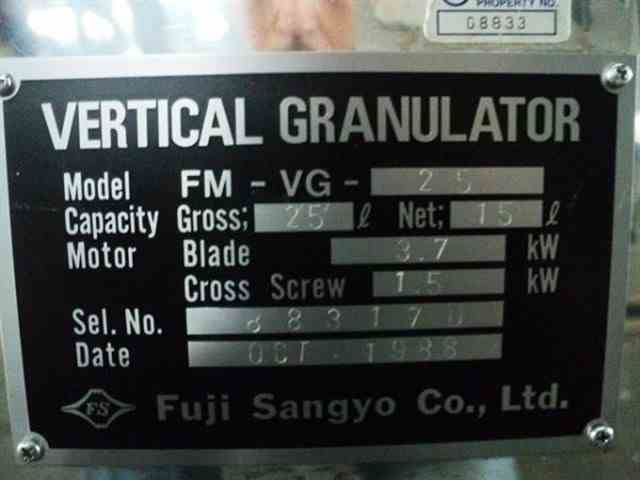 PROPERTY NO.
08833
VERTICAL GRANULATOR
Model FM - VG - 25
Capacity Gross; 25 ℓ Net; 15 ℓ
Motor Blade 3.7 kW
Cross Screw 1.5 kW
Sel. No. 883170
Date OCT . 1988
FS Fuji Sangyo Co., Ltd.